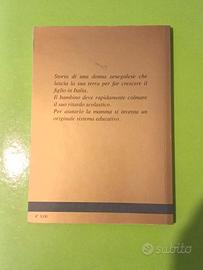 Storia di una donna senegalese che
lascia la sua terra per far crescere il
figlio in Italia.
Il bambino deve rapidamente colmare
il suo ritardo scolastico.
Per aiutarlo la mamma si inventa un
originale sistema educativo.
subito